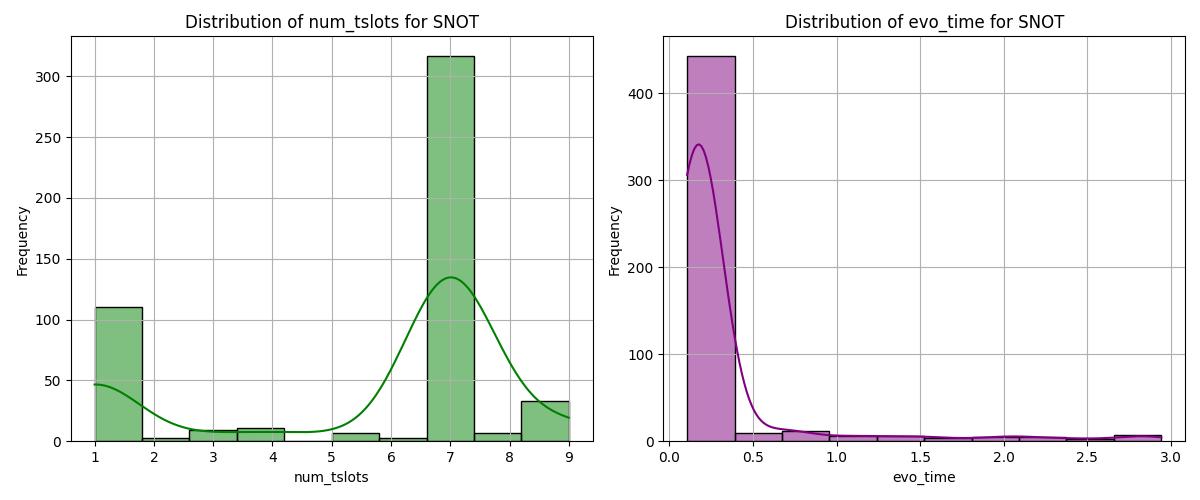 Distribution of num_tslots for SNOT
Frequency
300
250
200
150
100
50
0
1 2 3 4 5 6 7 8 9
num_tslots
Distribution of evo_time for SNOT
Frequency
400
300
200
100
0
0.0 0.5 1.0 1.5 2.0 2.5 3.0
evo_time